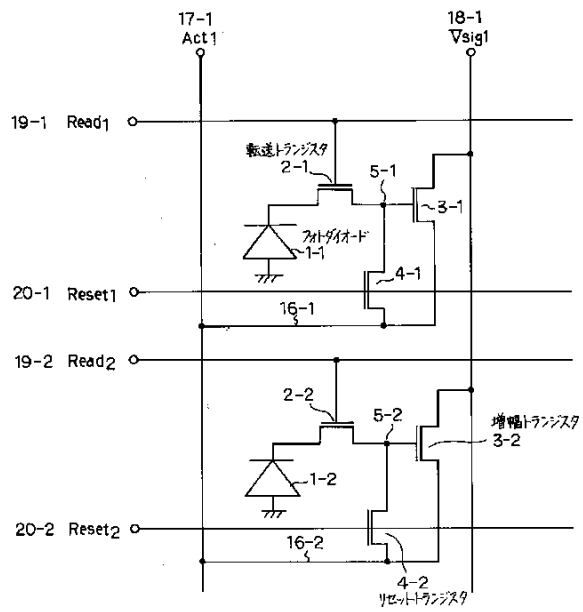 17-1
Act1
18-1
Vsig1
19-1 Read1
転送トランジスタ
2-1
5-1
3-1
フォトダイオード
1-1
4-1
20-1 Reset1
16-1
19-2 Read2
2-2
5-2
増幅トランジスタ
3-2
1-2
20-2 Reset2
16-2
4-2
リセットトランジスタ